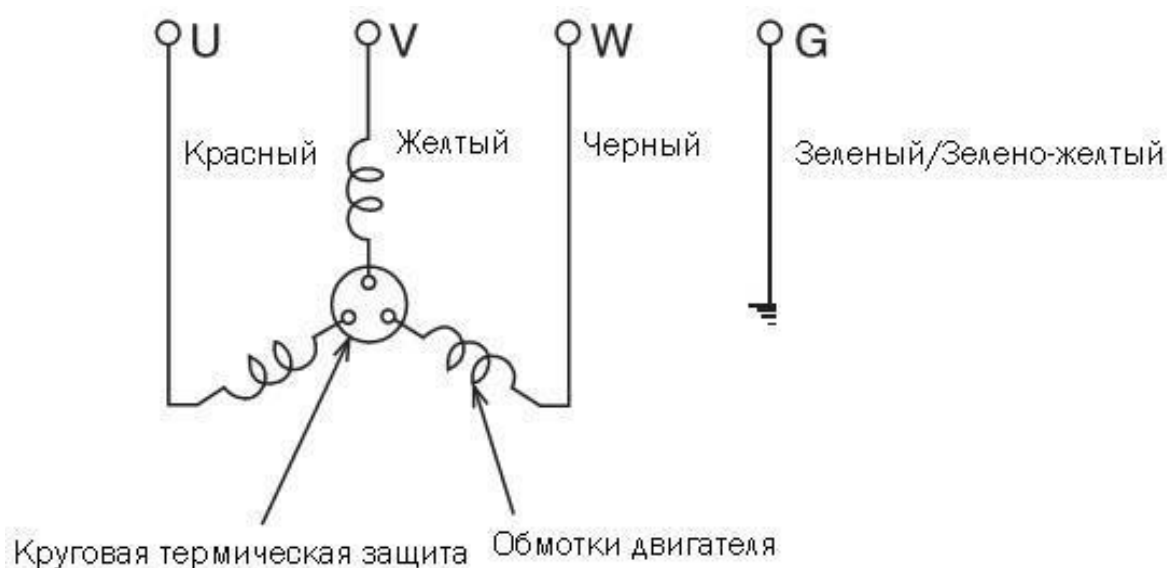 U V W G
Красный Желтый Черный Зеленый/Зелено-желтый
Круговая термическая защита Обмотки двигателя